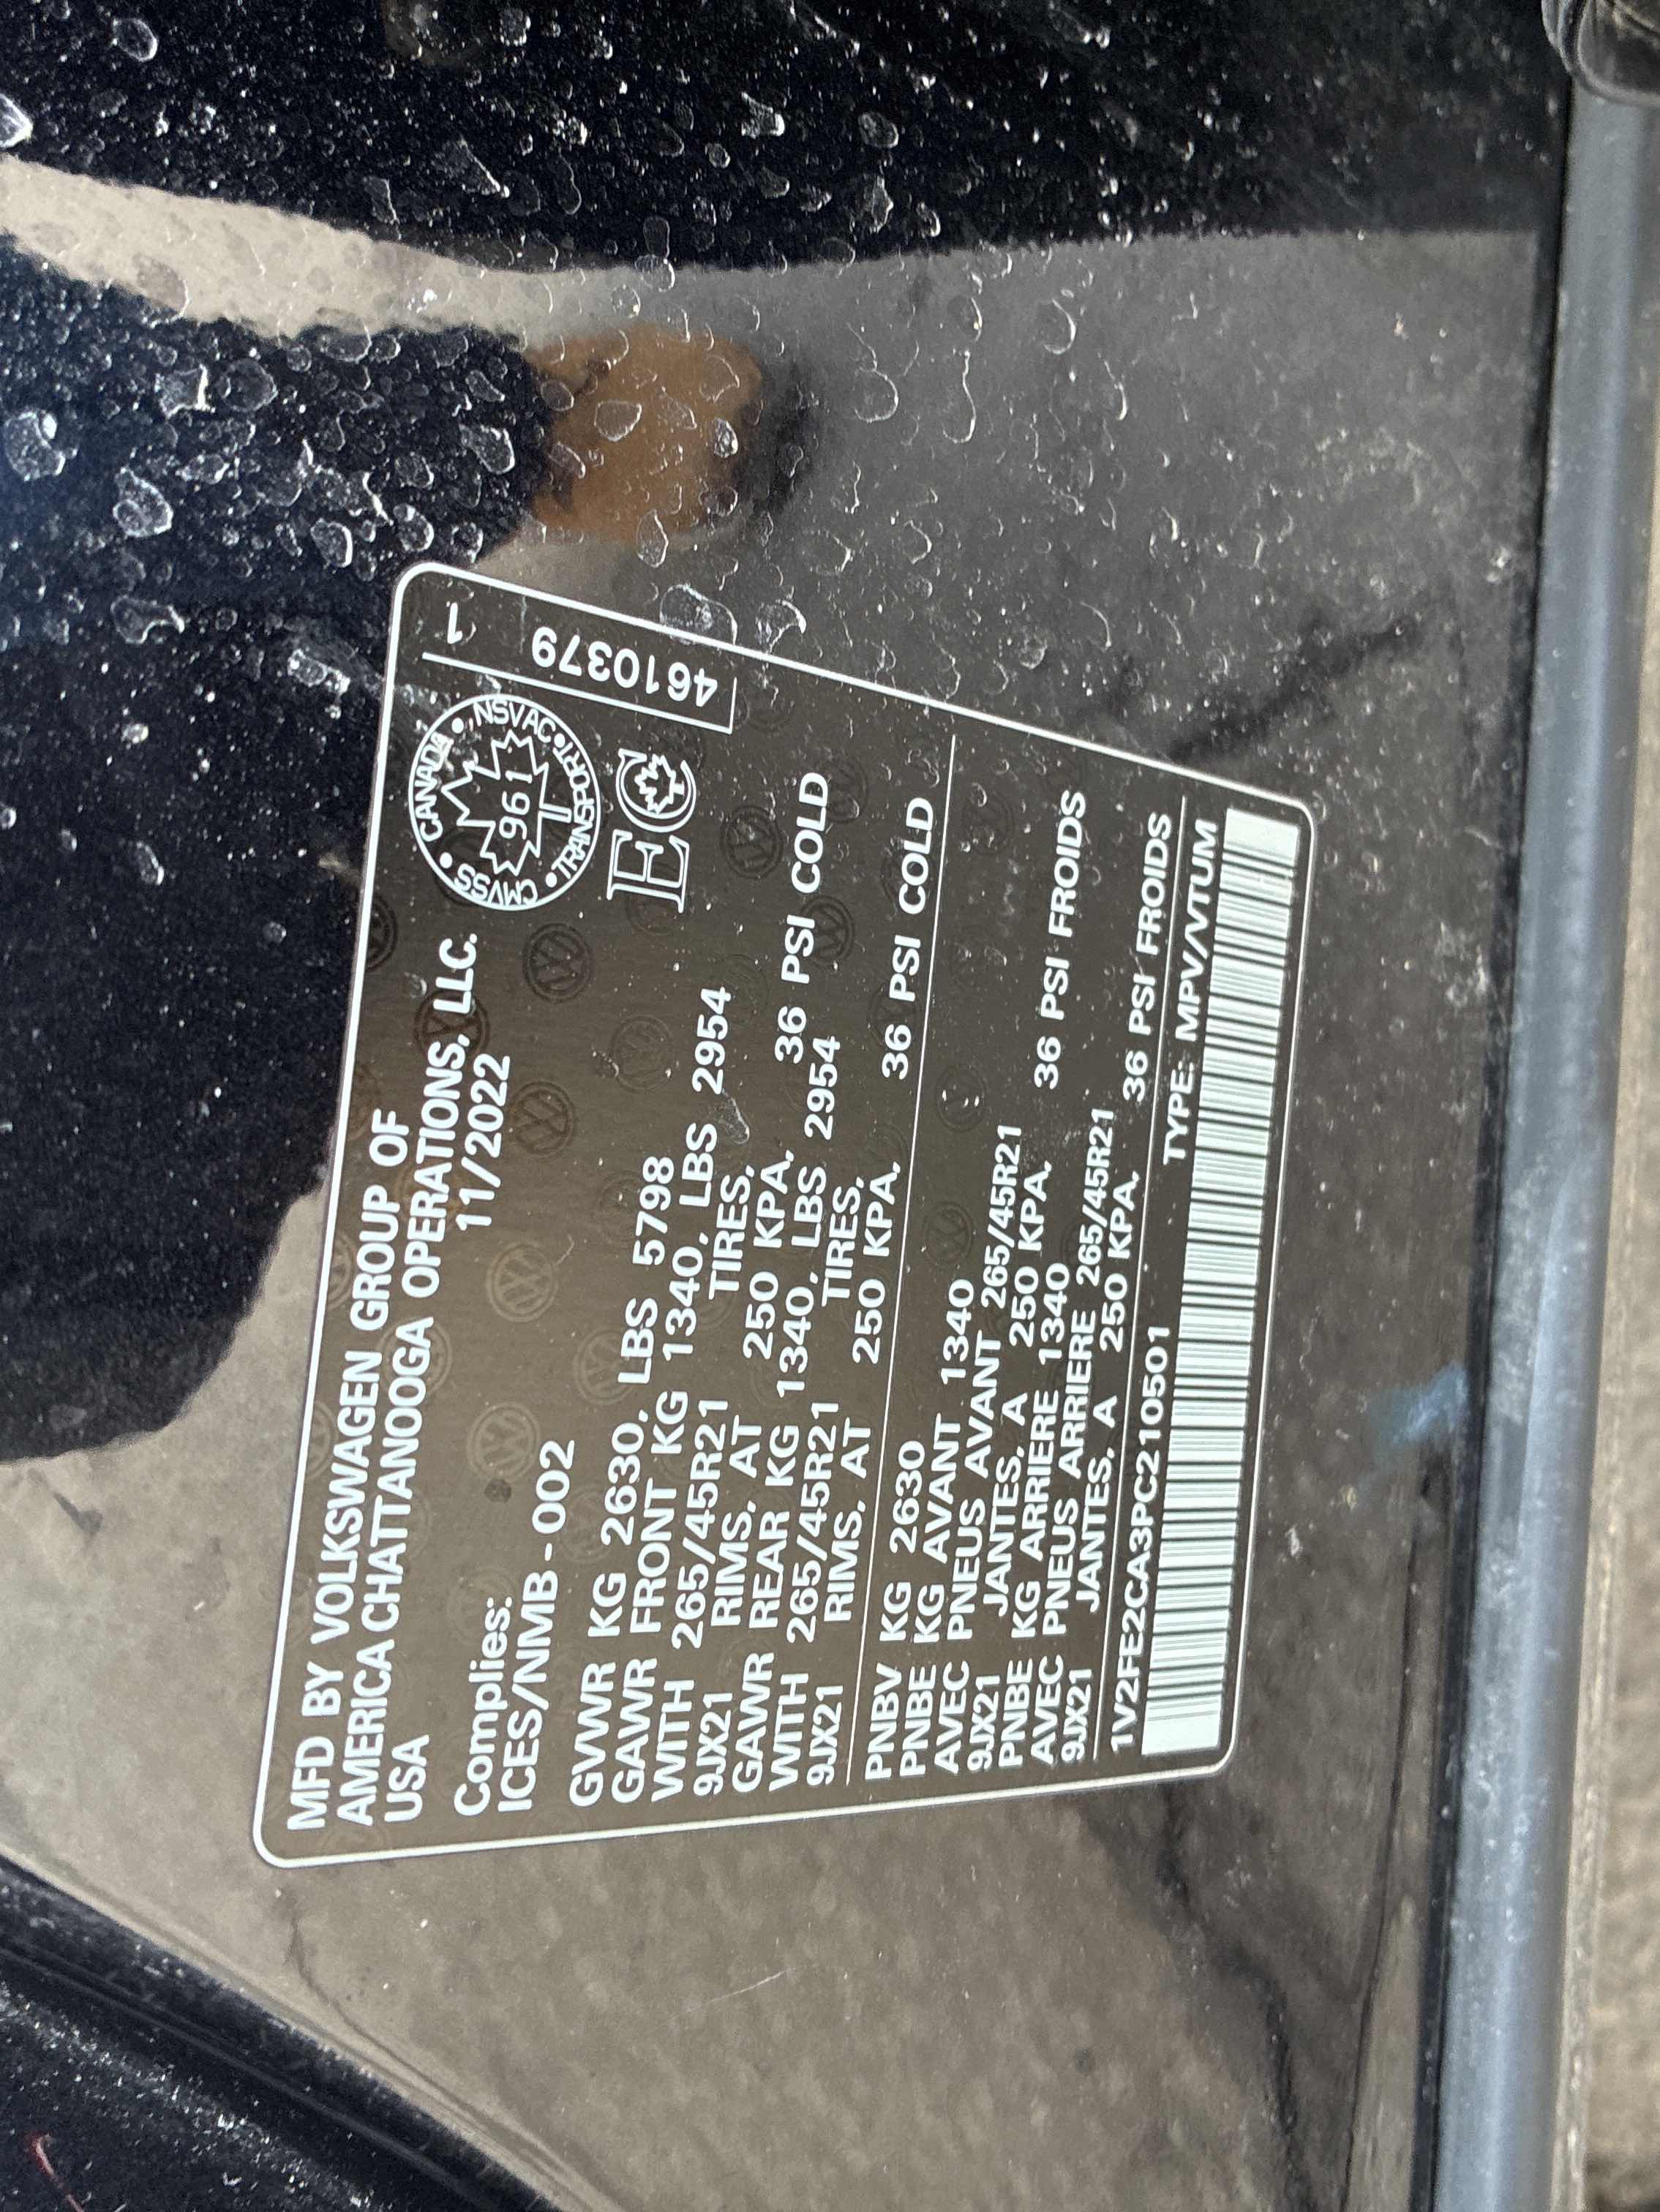 MFD BY VOLKSWAGEN GROUP OF
AMERICA CHATTANOOGA OPERATIONS, LLC.
USA 11/2022
CANADA • NSVAC • TRANSPORT • CMVSS •
961
EC
4610379
1
Complies:
ICES/NMB-002
GVWR KG 2630, LBS 5798
GAWR FRONT KG 1340, LBS 2954
WITH 265/45R21 TIRES,
9JX21 RIMS, AT 250 KPA, 36 PSI COLD
GAWR REAR KG 1340, LBS 2954
WITH 265/45R21 TIRES,
9JX21 RIMS, AT 250 KPA, 36 PSI COLD
PNBV KG 2630
PNBE KG AVANT 1340
AVEC PNEUS AVANT 265/45R21
9JX21 JANTES, A 250 KPA, 36 PSI FROIDS
PNBE KG ARRIERE 1340
AVEC PNEUS ARRIERE 265/45R21
9JX21 JANTES, A 250 KPA, 36 PSI FROIDS
1V2FE2CA3PC210501 TYPE: MPV/VTUM